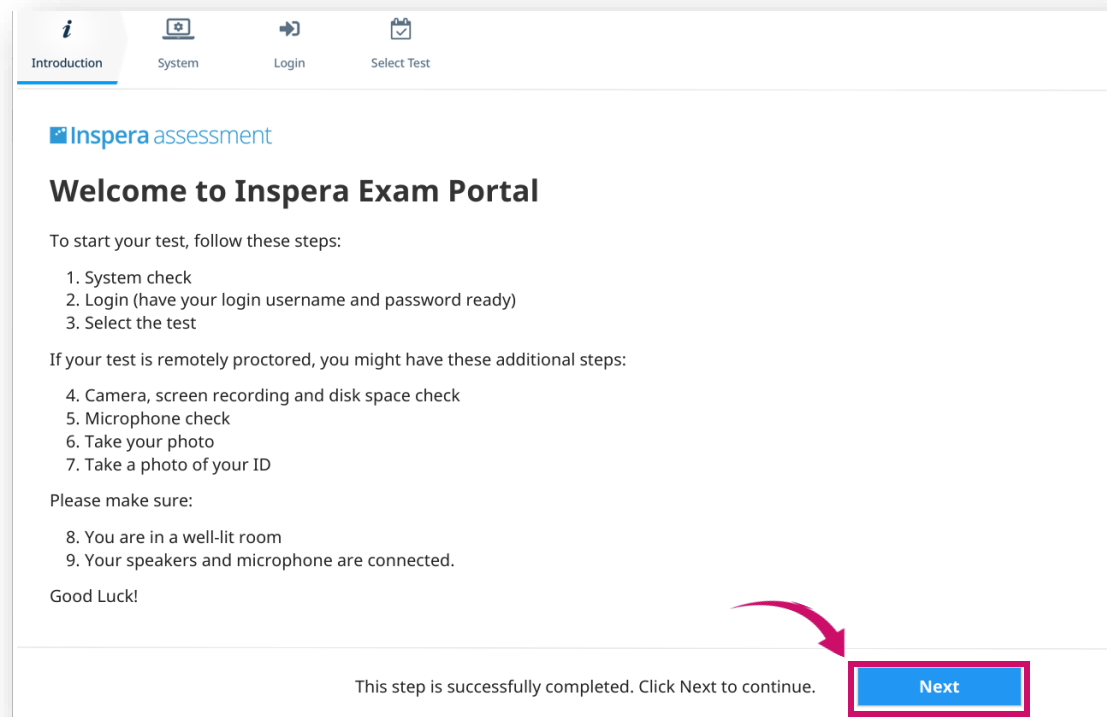 Introduction
System
Login
Select Test
Inspera assessment
Welcome to Inspera Exam Portal
To start your test, follow these steps:
1. System check
2. Login (have your login username and password ready)
3. Select the test
If your test is remotely proctored, you might have these additional steps:
4. Camera, screen recording and disk space check
5. Microphone check
6. Take your photo
7. Take a photo of your ID
Please make sure:
8. You are in a well-lit room
9. Your speakers and microphone are connected.
Good Luck!
This step is successfully completed. Click Next to continue.
Next